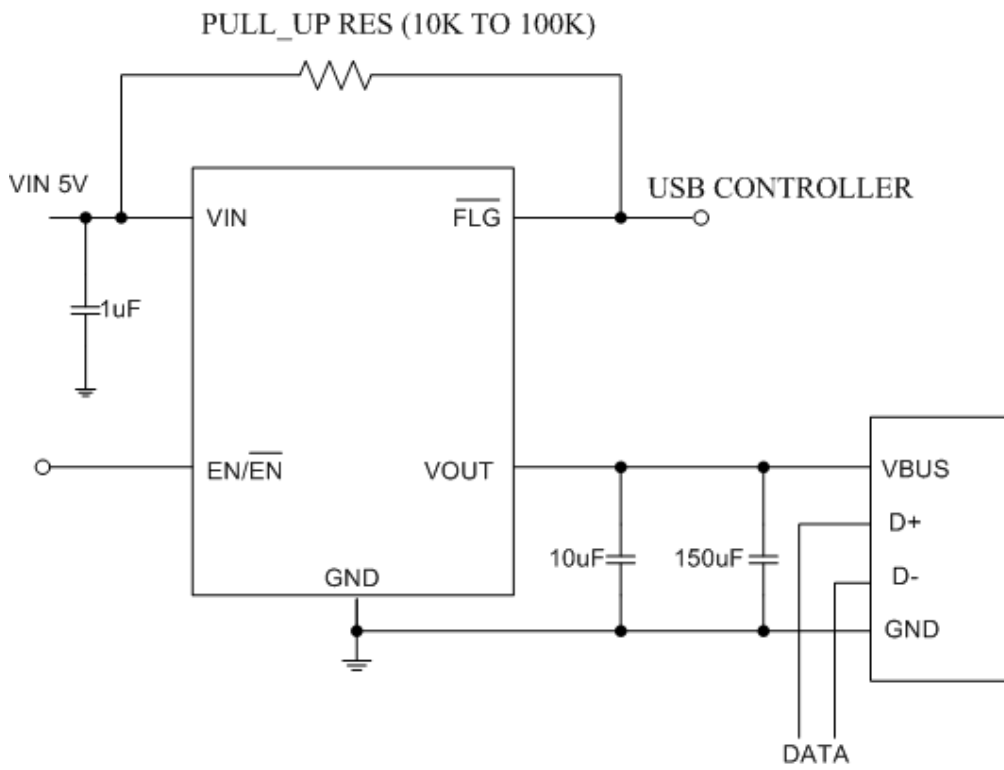 PULL_UP RES (10K TO 100K)
VIN 5V
VIN
FLG
USB CONTROLLER
1uF
EN/EN
VOUT
VBUS
D+
10uF
150uF
D-
GND
GND
DATA